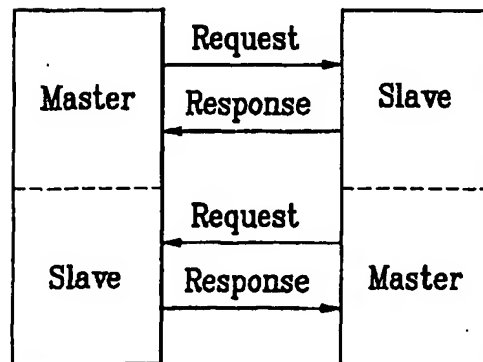 Request
Master
Slave
Response
Request
Slave
Response
Master